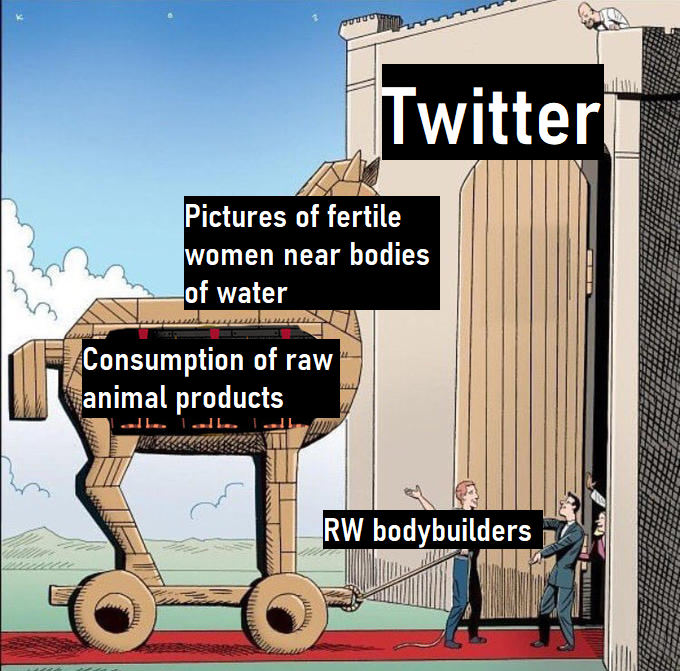 K O Z
Twitter
Pictures of fertile
women near bodies
of water
Consumption of raw
animal products
RW bodybuilders